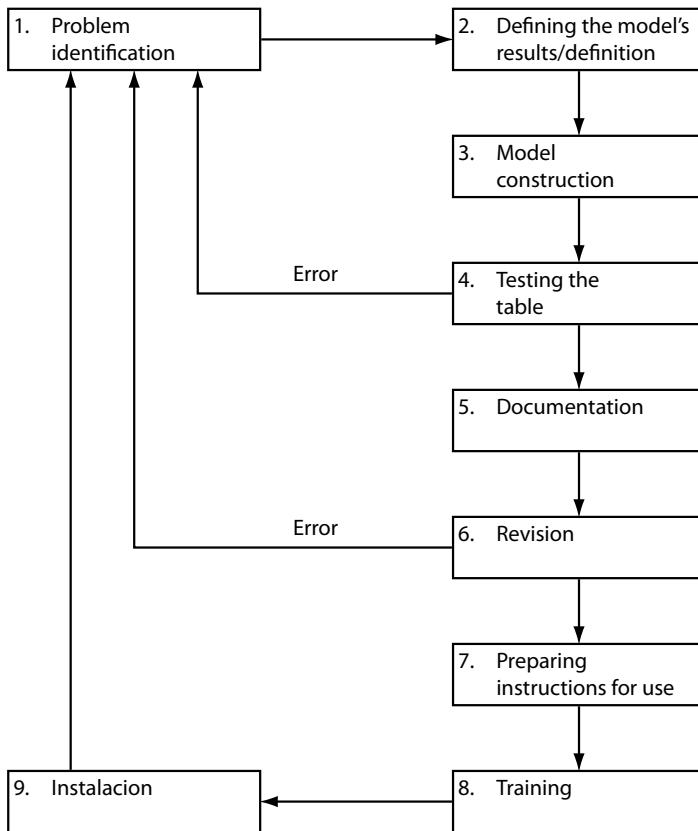 1. Problem
identification
2. Defining the model's
results/definition
3. Model
construction
Error
4. Testing the
table
5. Documentation
Error
6. Revision
7. Preparing
instructions for use
9. Instalacion
8. Training